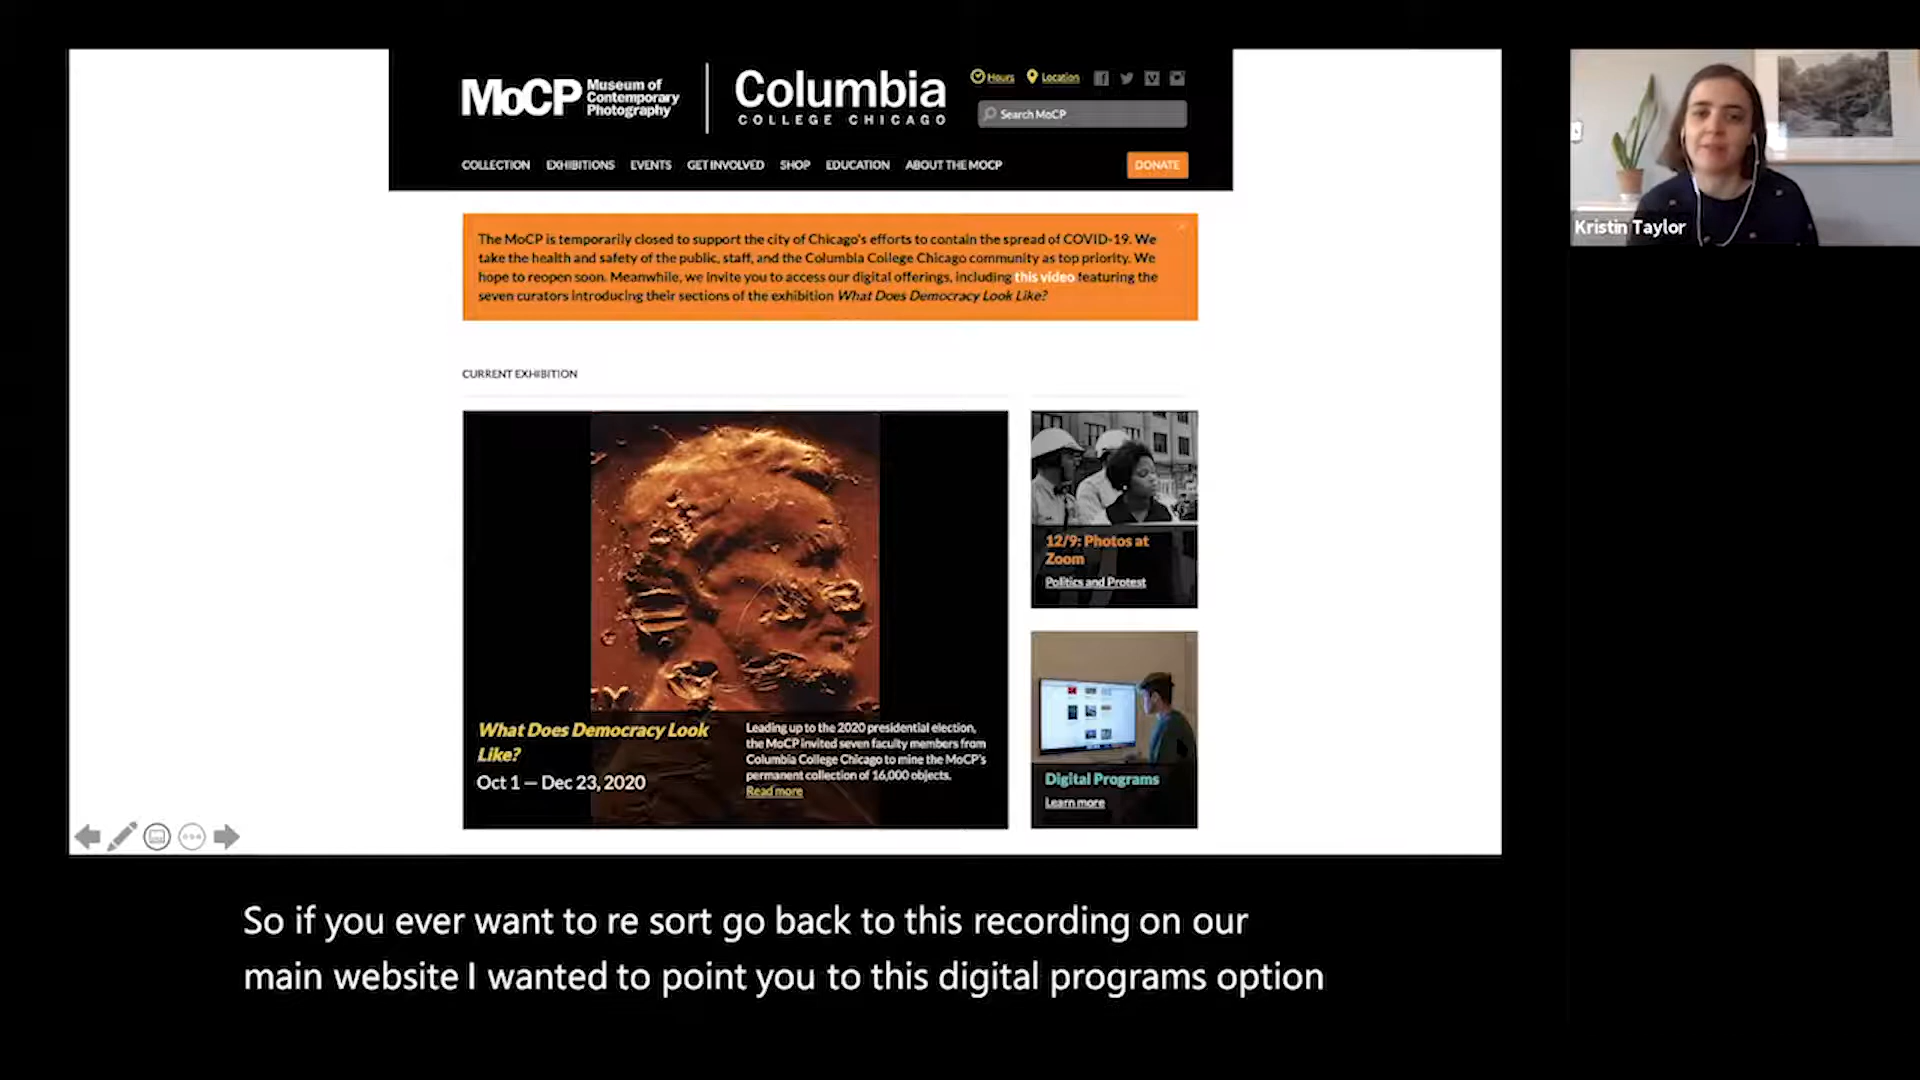 MoCP Museum of
Contemporary
Photography
Columbia
COLLEGE CHICAGO
Hours
Location
Search MoCP
COLLECTION EXHIBITIONS EVENTS GET INVOLVED SHOP EDUCATION ABOUT THE MOCP
DONATE
The MoCP is temporarily closed to support the city of Chicago's efforts to contain the spread of COVID-19. We
take the health and safety of the public, staff, and the Columbia College Chicago community as top priority. We
hope to reopen soon. Meanwhile, we invite you to access our digital offerings, including this video featuring the
seven curators introducing their sections of the exhibition What Does Democracy Look Like?
CURRENT EXHIBITION
What Does Democracy Look
Like?
Oct 1 — Dec 23, 2020
Leading up to the 2020 presidential election,
the MoCP invited seven faculty members from
Columbia College Chicago to mine the MoCP's
permanent collection of 16,000 objects.
Read more
12/9: Photos at
Zoom
Politics and Protest
Digital Programs
Learn more
Kristin Taylor
So if you ever want to re sort go back to this recording on our
main website I wanted to point you to this digital programs option